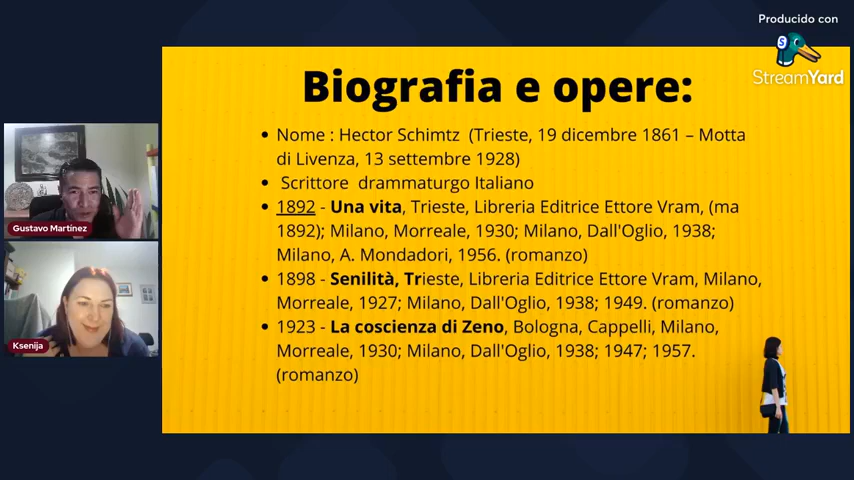 Producido con
StreamYard
Biografia e opere:
Nome : Hector Schimtz (Trieste, 19 dicembre 1861 – Motta
di Livenza, 13 settembre 1928)
Scrittore drammaturgo Italiano
1892 - Una vita, Trieste, Libreria Editrice Ettore Vram, (ma
1892); Milano, Morreale, 1930; Milano, Dall'Oglio, 1938;
Milano, A. Mondadori, 1956. (romanzo)
1898 - Senilità, Trieste, Libreria Editrice Ettore Vram, Milano,
Morreale, 1927; Milano, Dall'Oglio, 1938; 1949. (romanzo)
1923 - La coscienza di Zeno, Bologna, Cappelli, Milano,
Morreale, 1930; Milano, Dall'Oglio, 1938; 1947; 1957.
(romanzo)
Gustavo Martínez
Ksenija